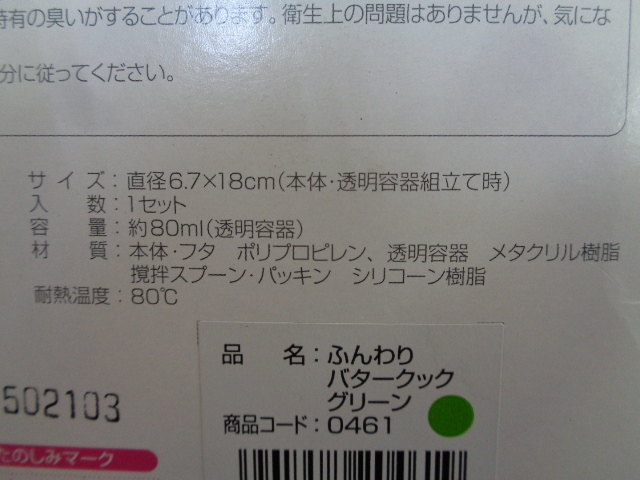 特有の臭いがすることがあります。衛生上の問題はありませんが、気にな
分に従ってください。
サイズ：直径6.7×18cm（本体・透明容器組立て時）
入数：1セット
容量：約80ml（透明容器）
材質：本体・フタ ポリプロピレン、透明容器 メタクリル樹脂
撹拌スプーン・パッキン シリコーン樹脂
耐熱温度：80℃
品名：ふんわり
バタークック
グリーン
商品コード：0461
502103
たのしみマーク